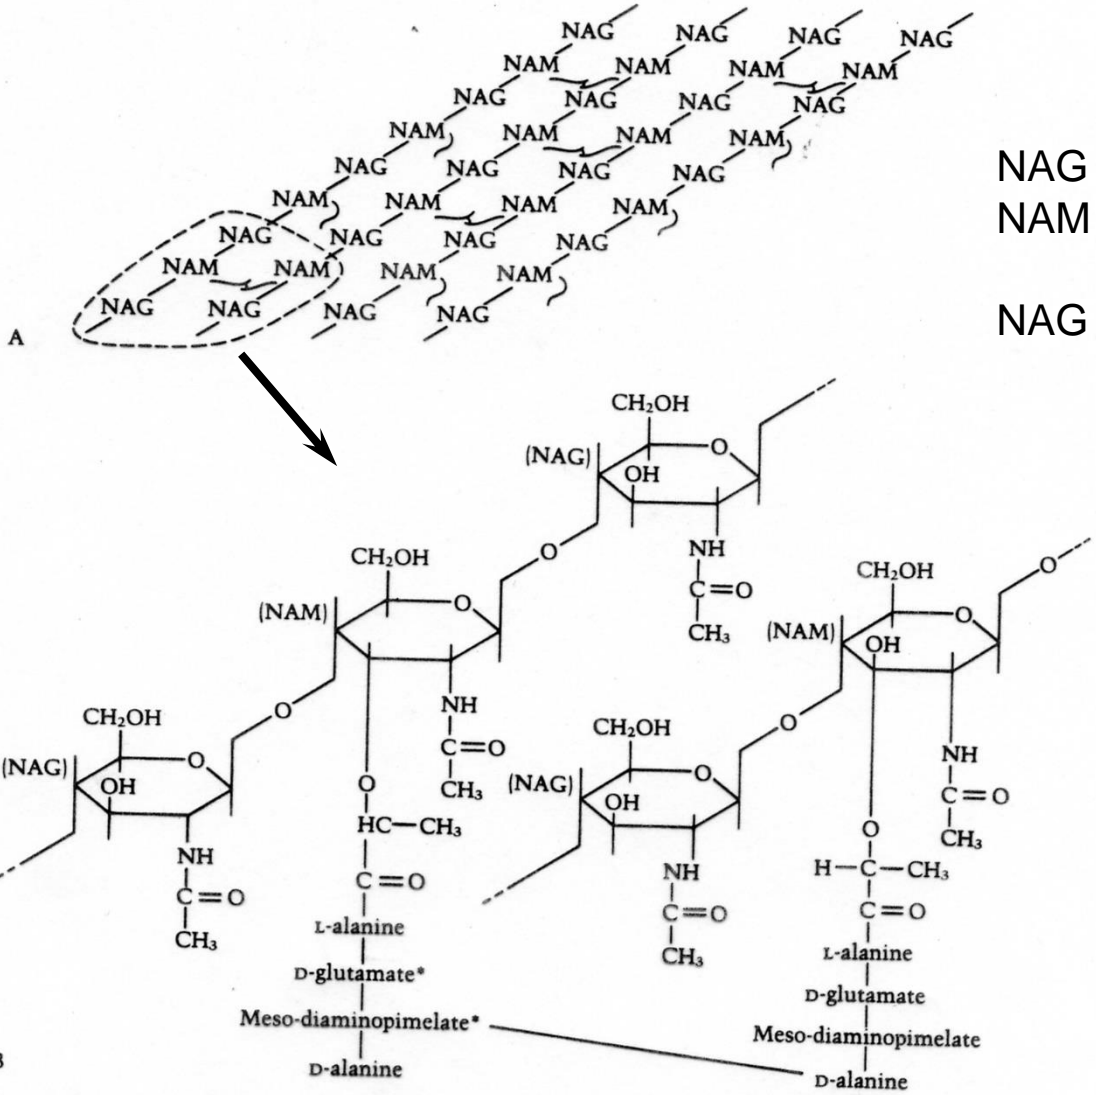 NAG NAG NAG NAG
NAM NAM NAM NAM
NAG NAG NAG NAG
NAM NAM NAM NAM
NAG NAG NAG NAG
NAM NAM NAM NAM
NAG NAG NAG NAG
NAM NAM NAM NAM
NAG NAG NAG NAG
A
NAG
NAM
NAG
CH₂OH
(NAG)
O
OH
NH
C=O
CH₃
O
CH₂OH
(NAM)
O
NH
C=O
CH₃
O
HC—CH₃
C=O
L-alanine
D-glutamate*
Meso-diaminopimelate*
D-alanine
O
CH₂OH
(NAG)
O
OH
NH
C=O
CH₃
O
CH₂OH
(NAM)
O
OH
NH
C=O
CH₃
O
H—C—CH₃
C=O
L-alanine
D-glutamate
Meso-diaminopimelate
D-alanine
O
CH₂OH
(NAG)
O
OH
NH
C=O
CH₃